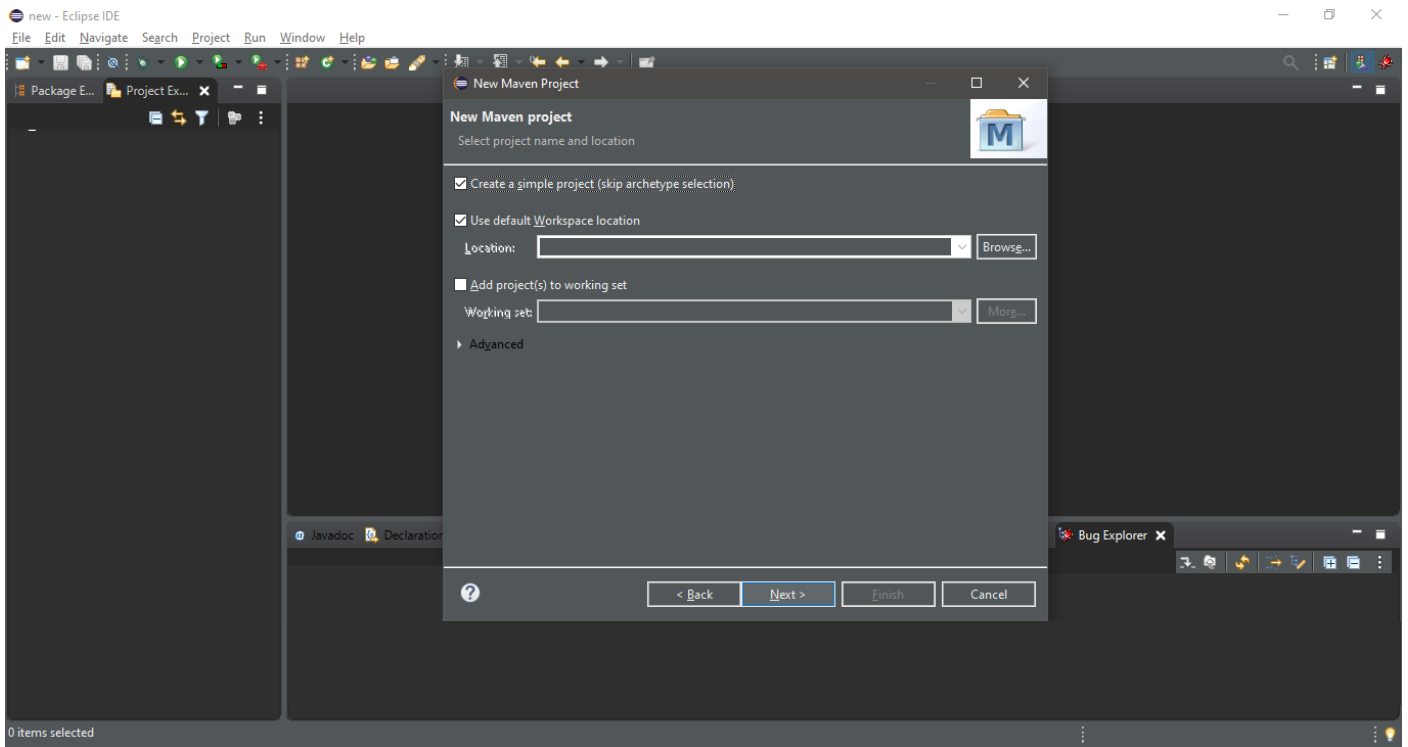 new - Eclipse IDE
File Edit Navigate Search Project Run Window Help
Package E... Project Ex...
New Maven Project
New Maven project
Select project name and location
M
Create a simple project (skip archetype selection)
Use default Workspace location
Location: Browse...
Add project(s) to working set
Working set: More...
Advanced
@ Javadoc Declaration
Bug Explorer
? < Back Next > Finish Cancel
0 items selected